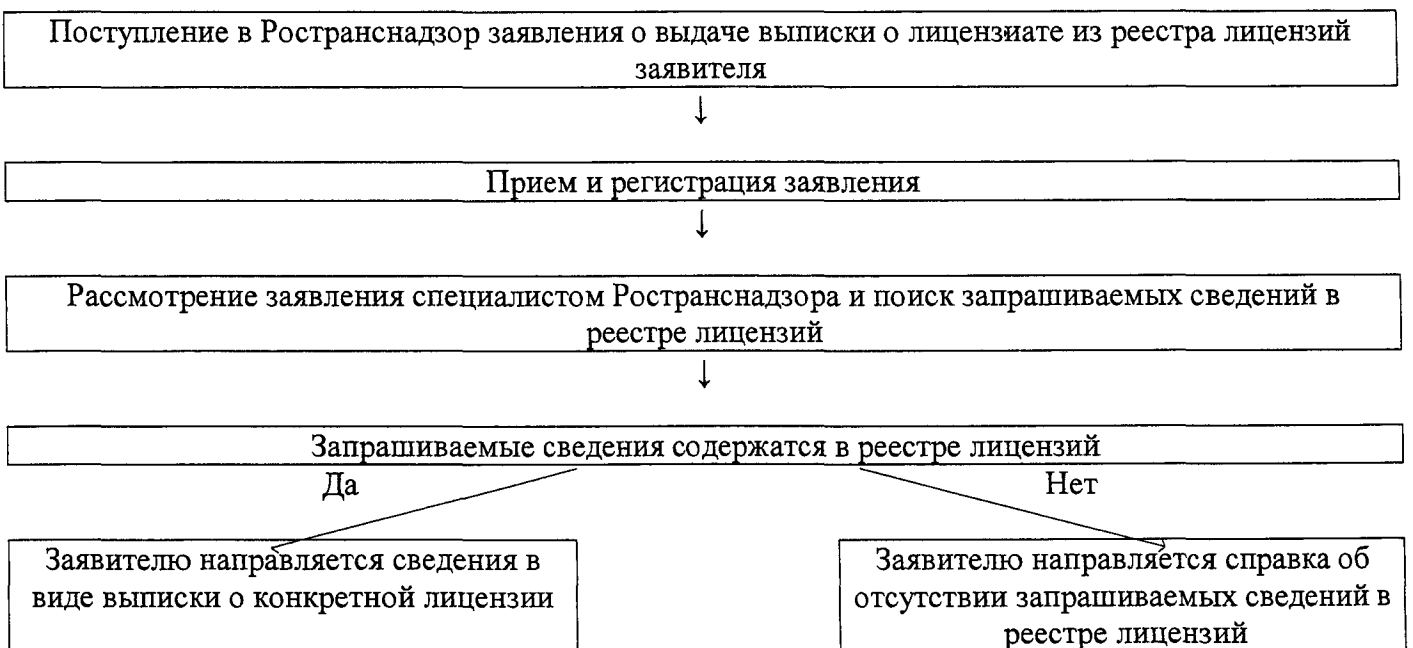 Поступление в Ространснадзор заявления о выдаче выписки о лицензиате из реестра лицензий
заявителя
↓
Прием и регистрация заявления
↓
Рассмотрение заявления специалистом Ространснадзора и поиск запрашиваемых сведений в
реестре лицензий
↓
Запрашиваемые сведения содержатся в реестре лицензий
Да
Нет
Заявителю направляется сведения в
виде выписки о конкретной лицензии
Заявителю направляется справка об
отсутствии запрашиваемых сведений в
реестре лицензий